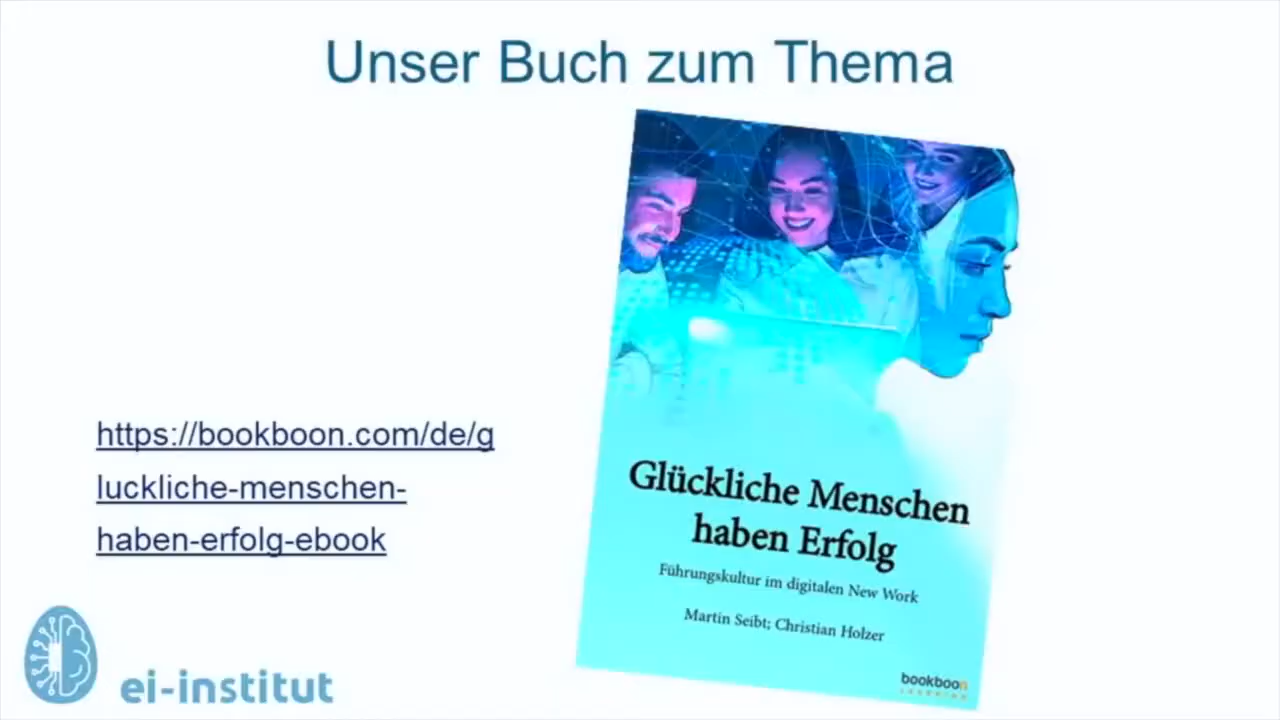 Unser Buch zum Thema
https://bookboon.com/de/g
luckliche-menschen-
haben-erfolg-ebook
Glückliche Menschen
haben Erfolg
Führungskultur im digitalen New Work
Martin Seibt; Christian Holzer
bookboon
ei-institut